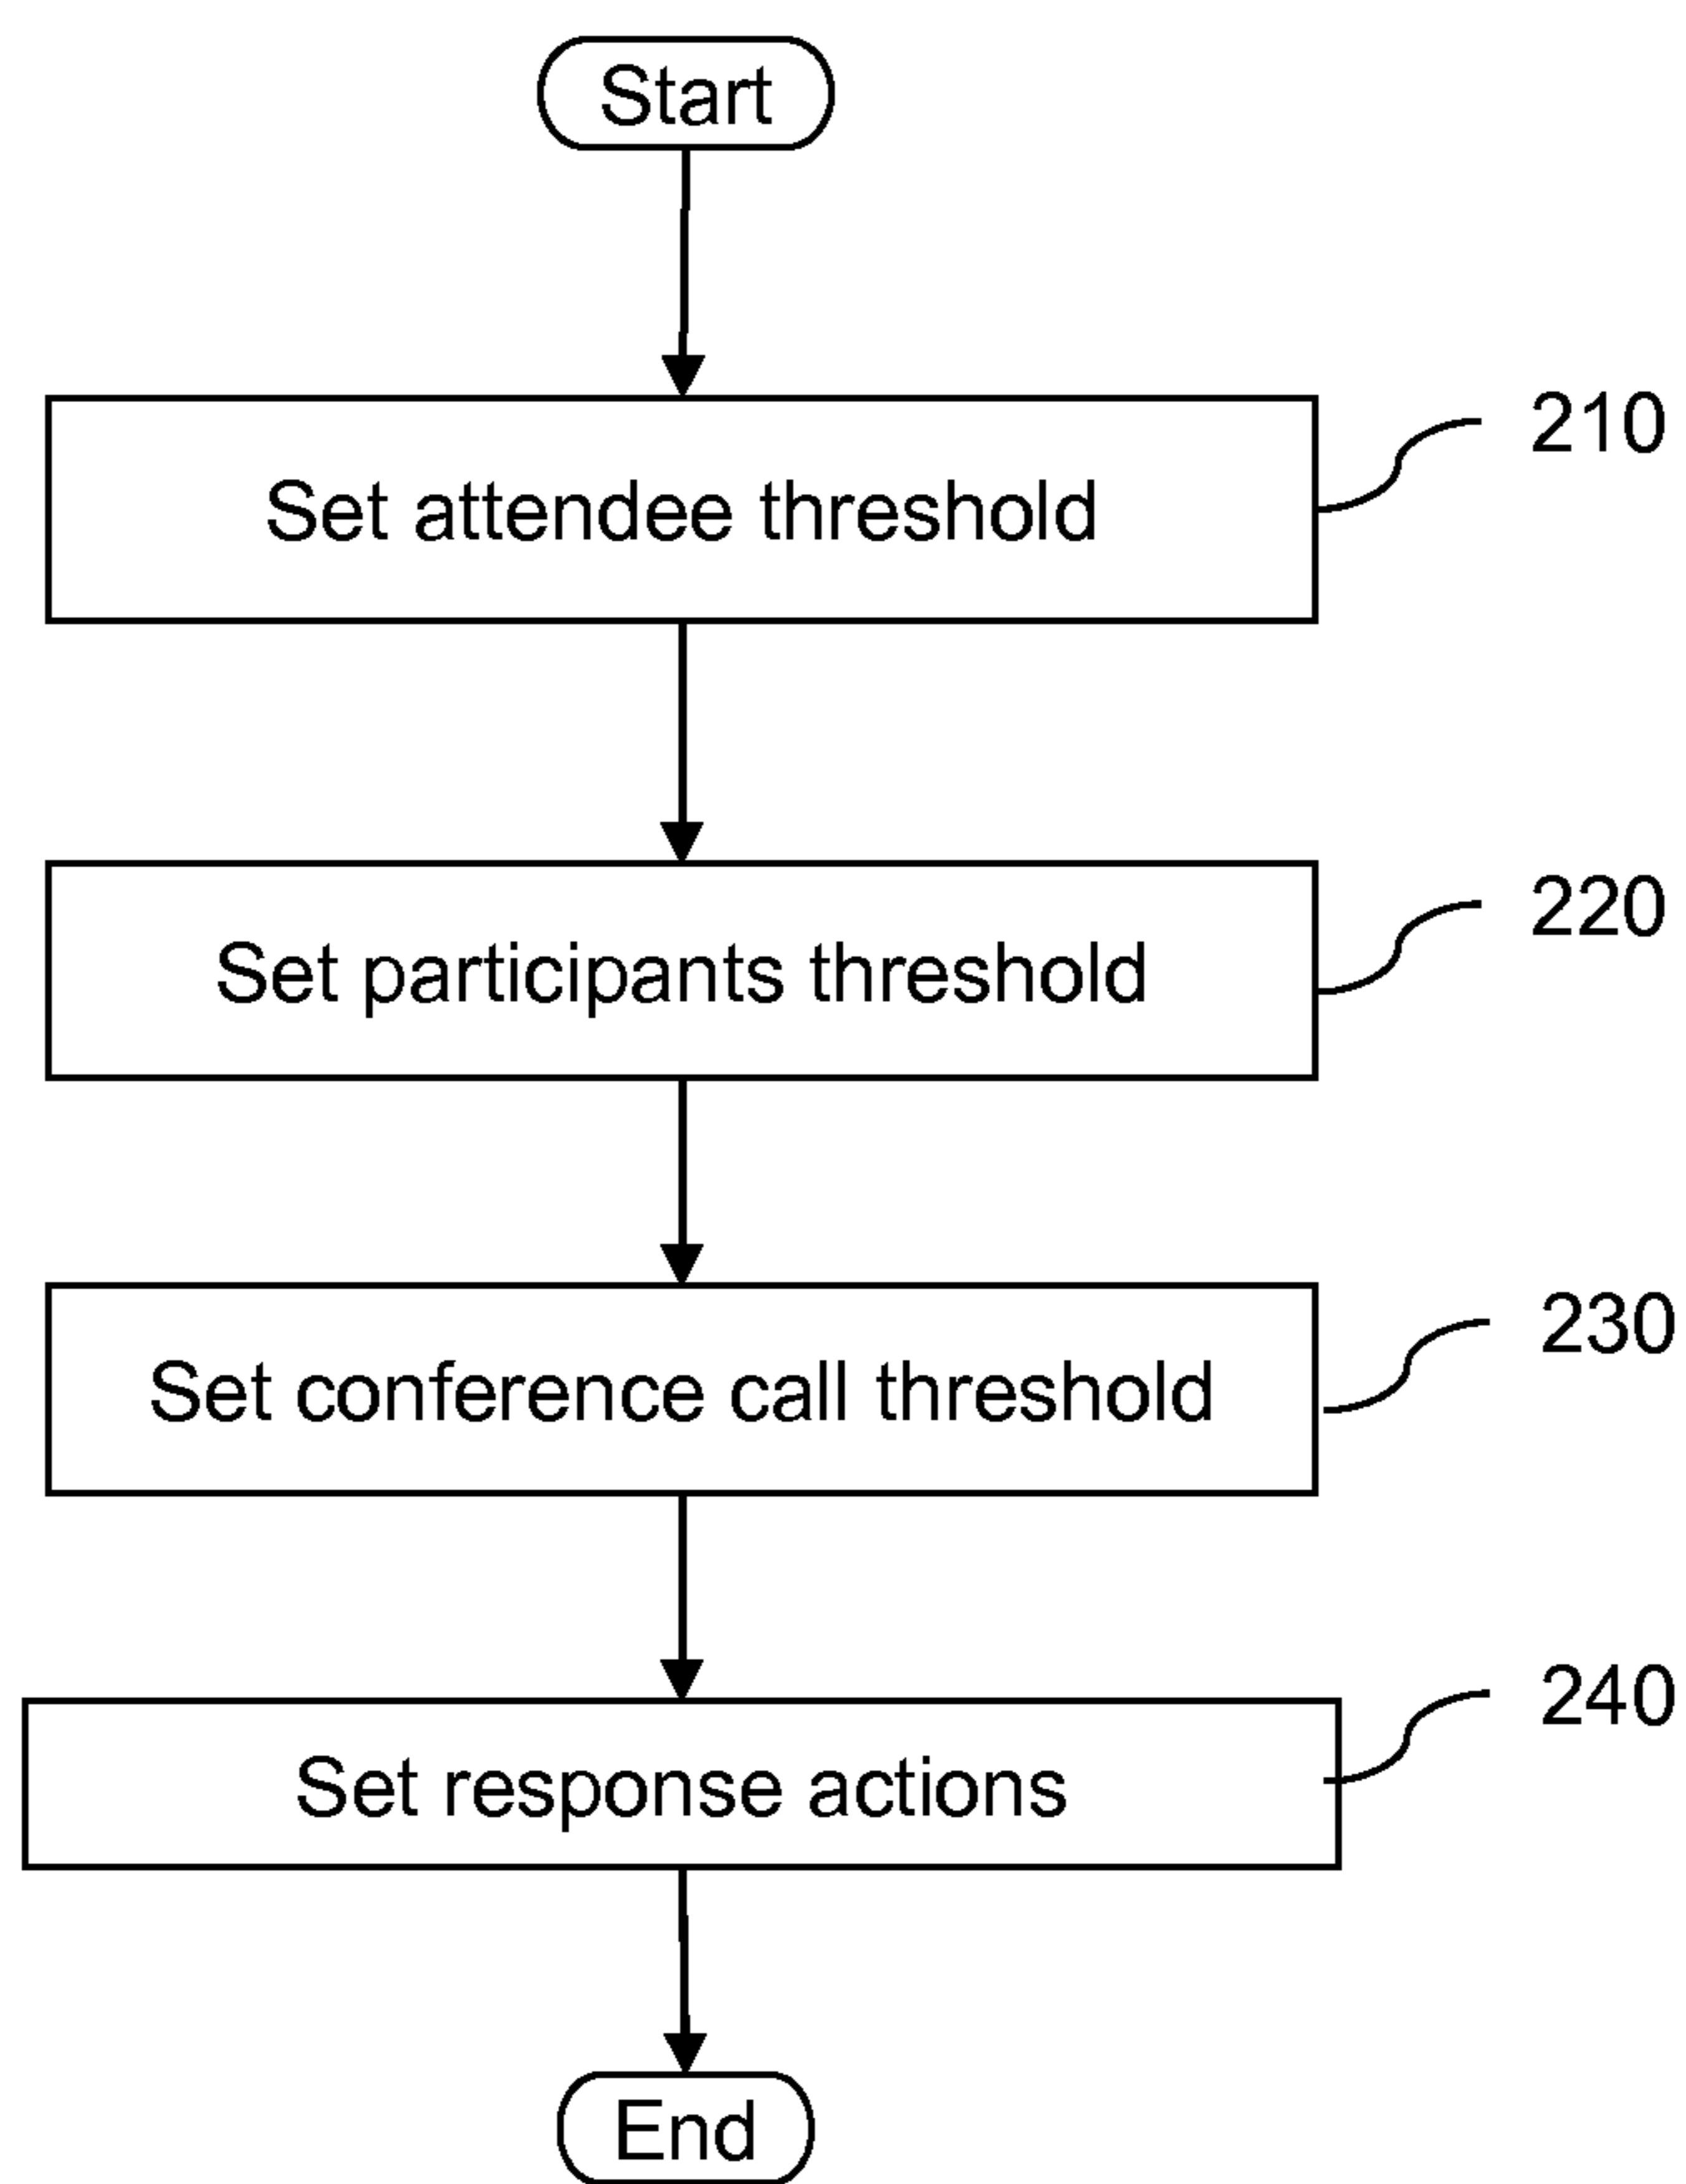 Start
Set attendee threshold
210
Set participants threshold
220
Set conference call threshold
230
Set response actions
240
End